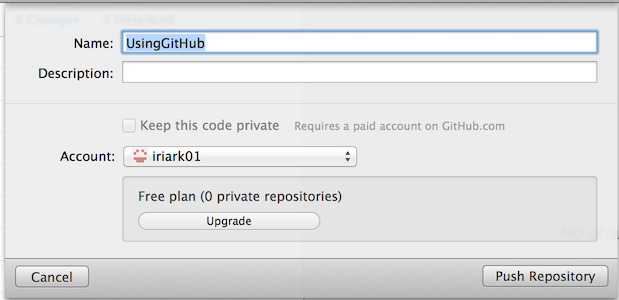 0 Changes 2 Unsynced
Name: UsingGitHub
Description:
Keep this code private Requires a paid account on GitHub.com
Account: iriark01
Free plan (0 private repositories)
Upgrade
No cha
Cancel Push Repository